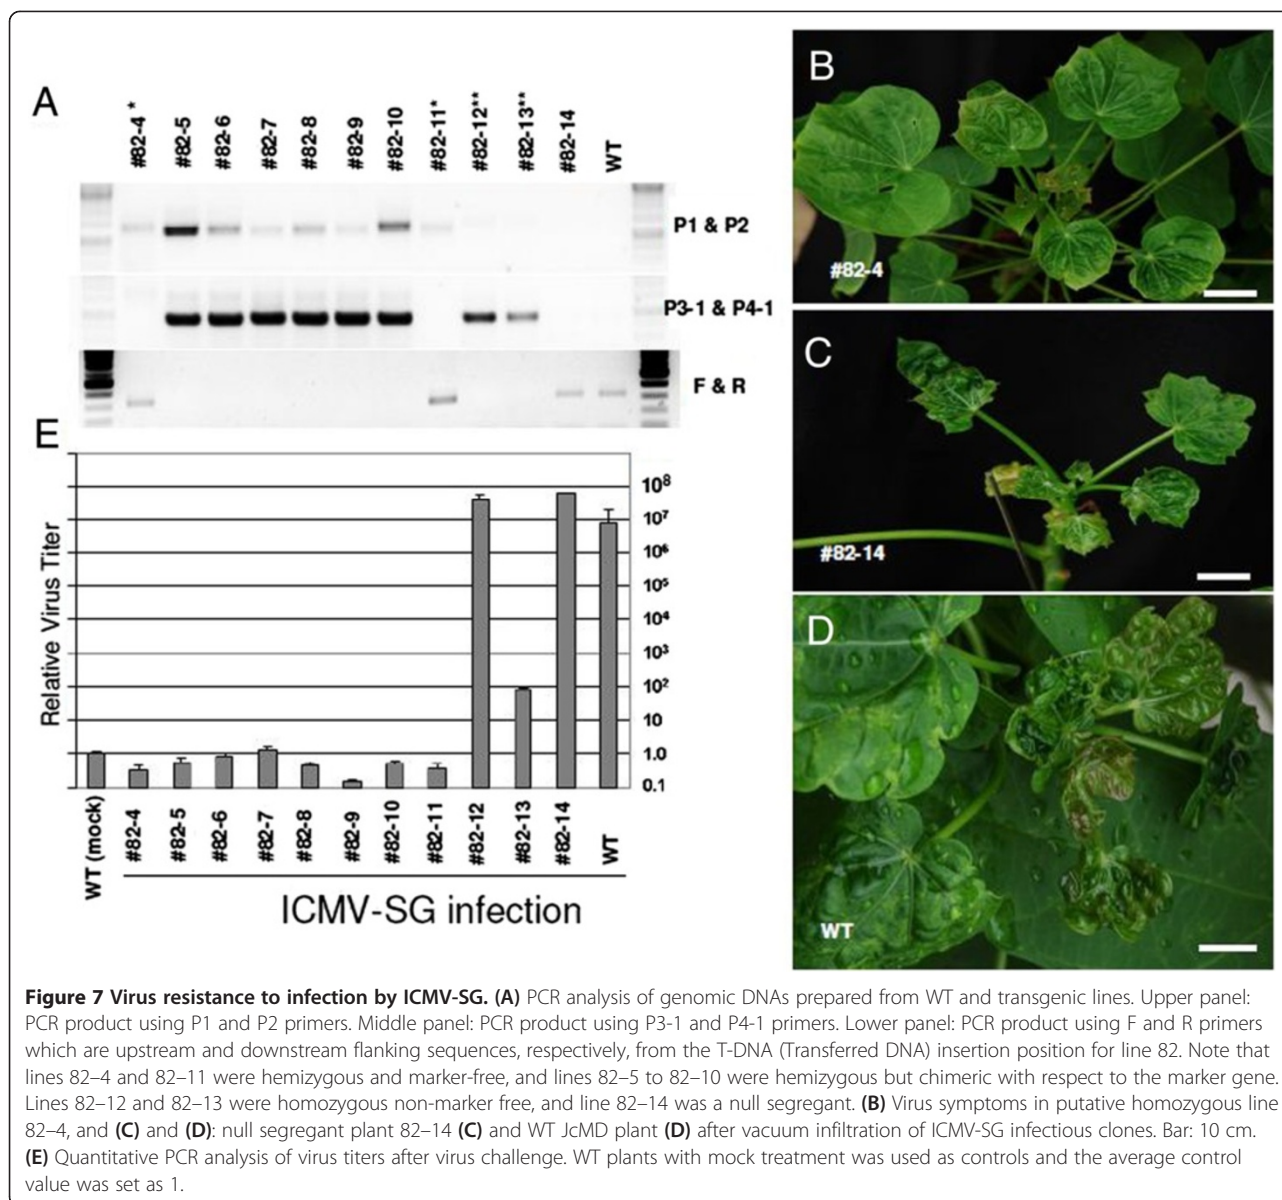 A
#82-4 *
#82-5
#82-6
#82-7
#82-8
#82-9
#82-10
#82-11*
#82-12**
#82-13**
#82-14
WT
P1 & P2
P3-1 & P4-1
F & R
E
Relative Virus Titer
10⁸
10⁷
10⁶
10⁵
10⁴
10³
10²
10
1.0
0.1
WT (mock)
#82-4
#82-5
#82-6
#82-7
#82-8
#82-9
#82-10
#82-11
#82-12
#82-13
#82-14
WT
ICMV-SG infection
B
#82-4
C
#82-14
D
WT
Figure 7 Virus resistance to infection by ICMV-SG. (A) PCR analysis of genomic DNAs prepared from WT and transgenic lines. Upper panel:
PCR product using P1 and P2 primers. Middle panel: PCR product using P3-1 and P4-1 primers. Lower panel: PCR product using F and R primers
which are upstream and downstream flanking sequences, respectively, from the T-DNA (Transferred DNA) insertion position for line 82. Note that
lines 82–4 and 82–11 were hemizygous and marker-free, and lines 82–5 to 82–10 were hemizygous but chimeric with respect to the marker gene.
Lines 82–12 and 82–13 were homozygous non-marker free, and line 82–14 was a null segregant. (B) Virus symptoms in putative homozygous line
82–4, and (C) and (D): null segregant plant 82–14 (C) and WT JcMD plant (D) after vacuum infiltration of ICMV-SG infectious clones. Bar: 10 cm.
(E) Quantitative PCR analysis of virus titers after virus challenge. WT plants with mock treatment was used as controls and the average control
value was set as 1.